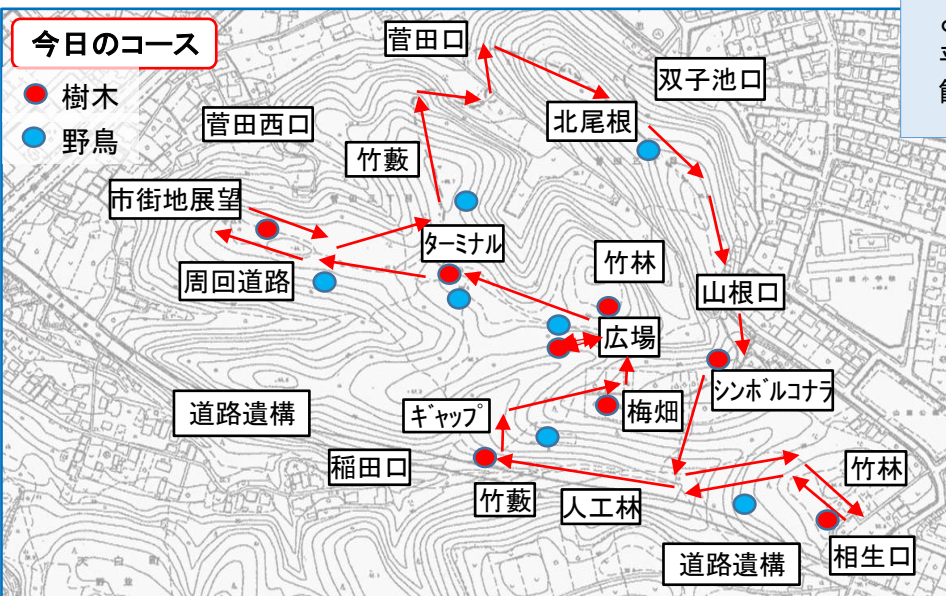 今日のコース
樹木
野鳥
菅田口
双子池口
菅田西口
北尾根
竹藪
市街地展望
ターミナル
竹林
周回道路
山根口
広場
シンボルコナラ
道路遺構
ギャップ
梅畑
稲田口
竹林
竹藪
人工林
道路遺構
相生口
天白町